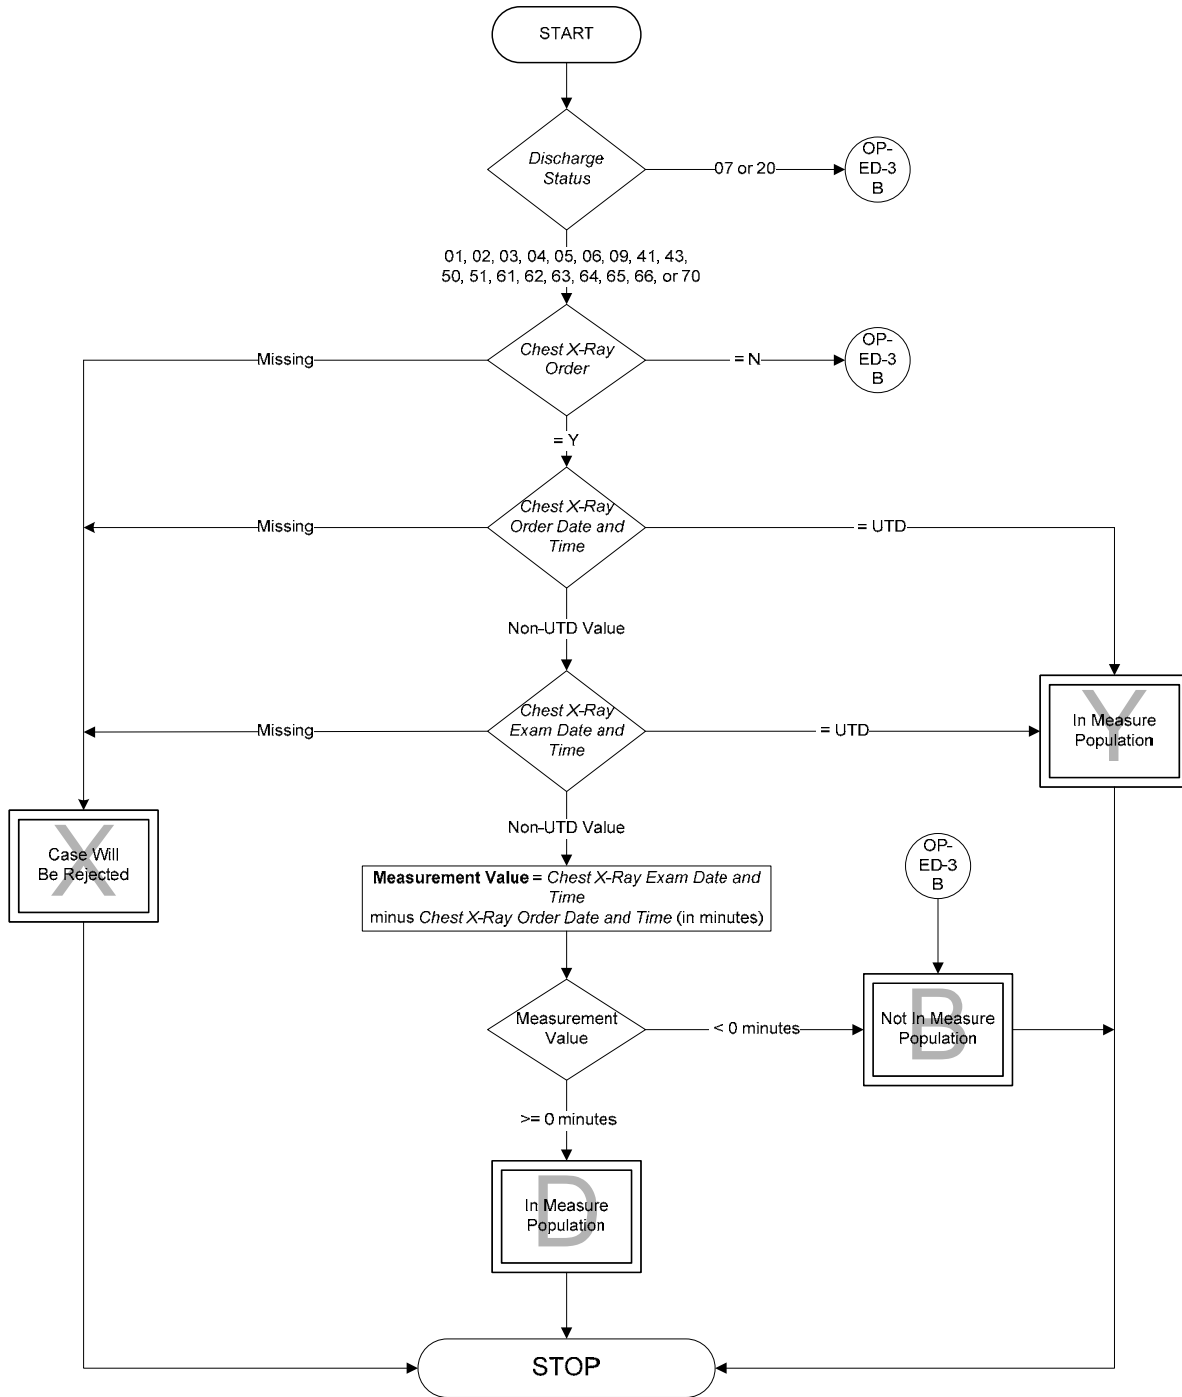 START
Discharge
Status
07 or 20
OP-
ED-3
B
01, 02, 03, 04, 05, 06, 09, 41, 43,
50, 51, 61, 62, 63, 64, 65, 66, or 70
Missing
Chest X-Ray
Order
= N
OP-
ED-3
B
= Y
Missing
Chest X-Ray
Order Date and
Time
= UTD
Non-UTD Value
Missing
Chest X-Ray
Exam Date and
Time
= UTD
Y
In Measure
Population
Non-UTD Value
X
Case Will
Be Rejected
Measurement Value = Chest X-Ray Exam Date and
Time
minus Chest X-Ray Order Date and Time (in minutes)
OP-
ED-3
B
Measurement
Value
< 0 minutes
B
Not In Measure
Population
>= 0 minutes
D
In Measure
Population
STOP